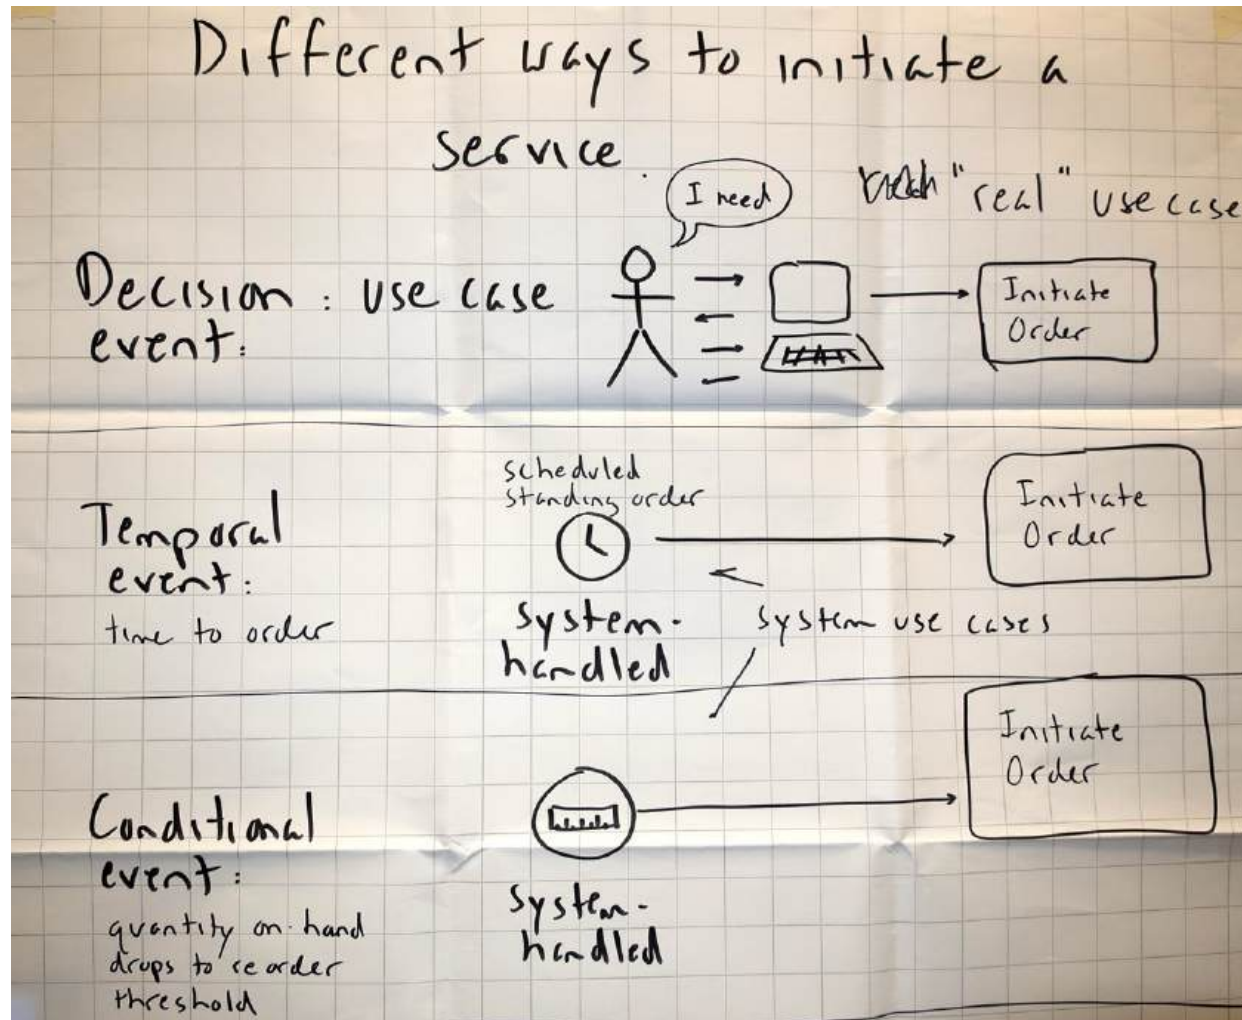 Different ways to initiate a
service
I need
"real" use case
Decision : use case
event:
Initiate
Order
scheduled
standing order
Temporal
event:
time to order
Initiate
Order
system-
handled
system use cases
Conditional
event:
quantity on-hand
drops to reorder
threshold
system-
handled
Initiate
Order